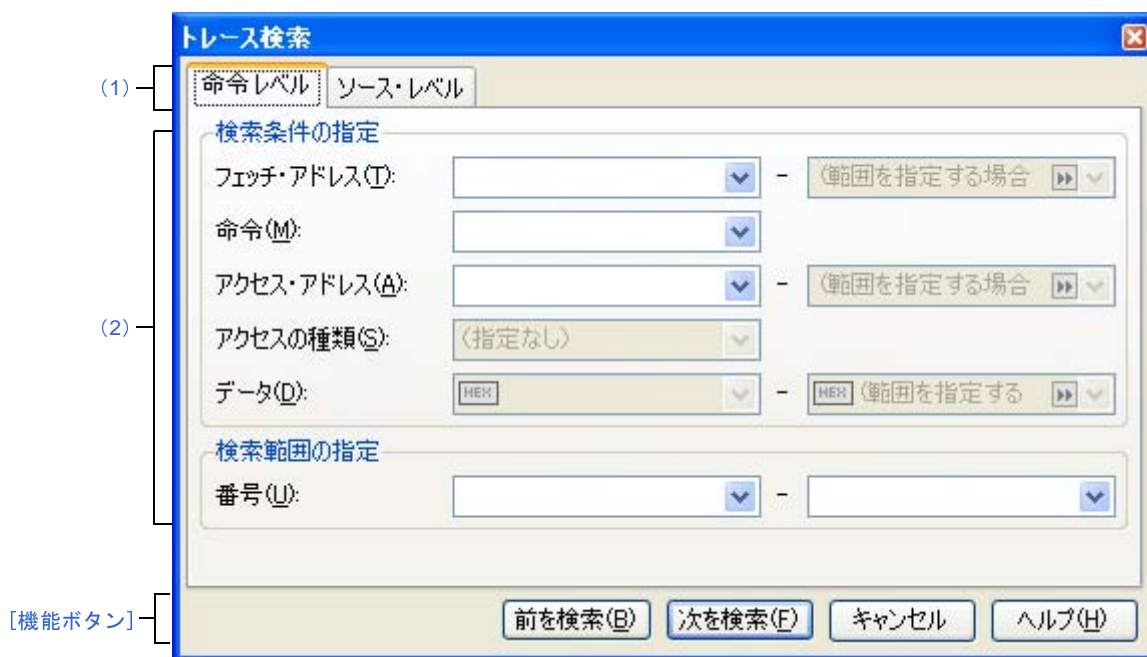 トレース検索
(1)
命令レベル ソース・レベル
(2)
検索条件の指定
フェッチ・アドレス(T): - (範囲を指定する場合
命令(M):
アクセス・アドレス(A): - (範囲を指定する場合
アクセスの種類(S): (指定なし)
データ(D): HEX - HEX (範囲を指定する
検索範囲の指定
番号(U): -
[機能ボタン]
前を検索(B) 次を検索(F) キャンセル ヘルプ(H)